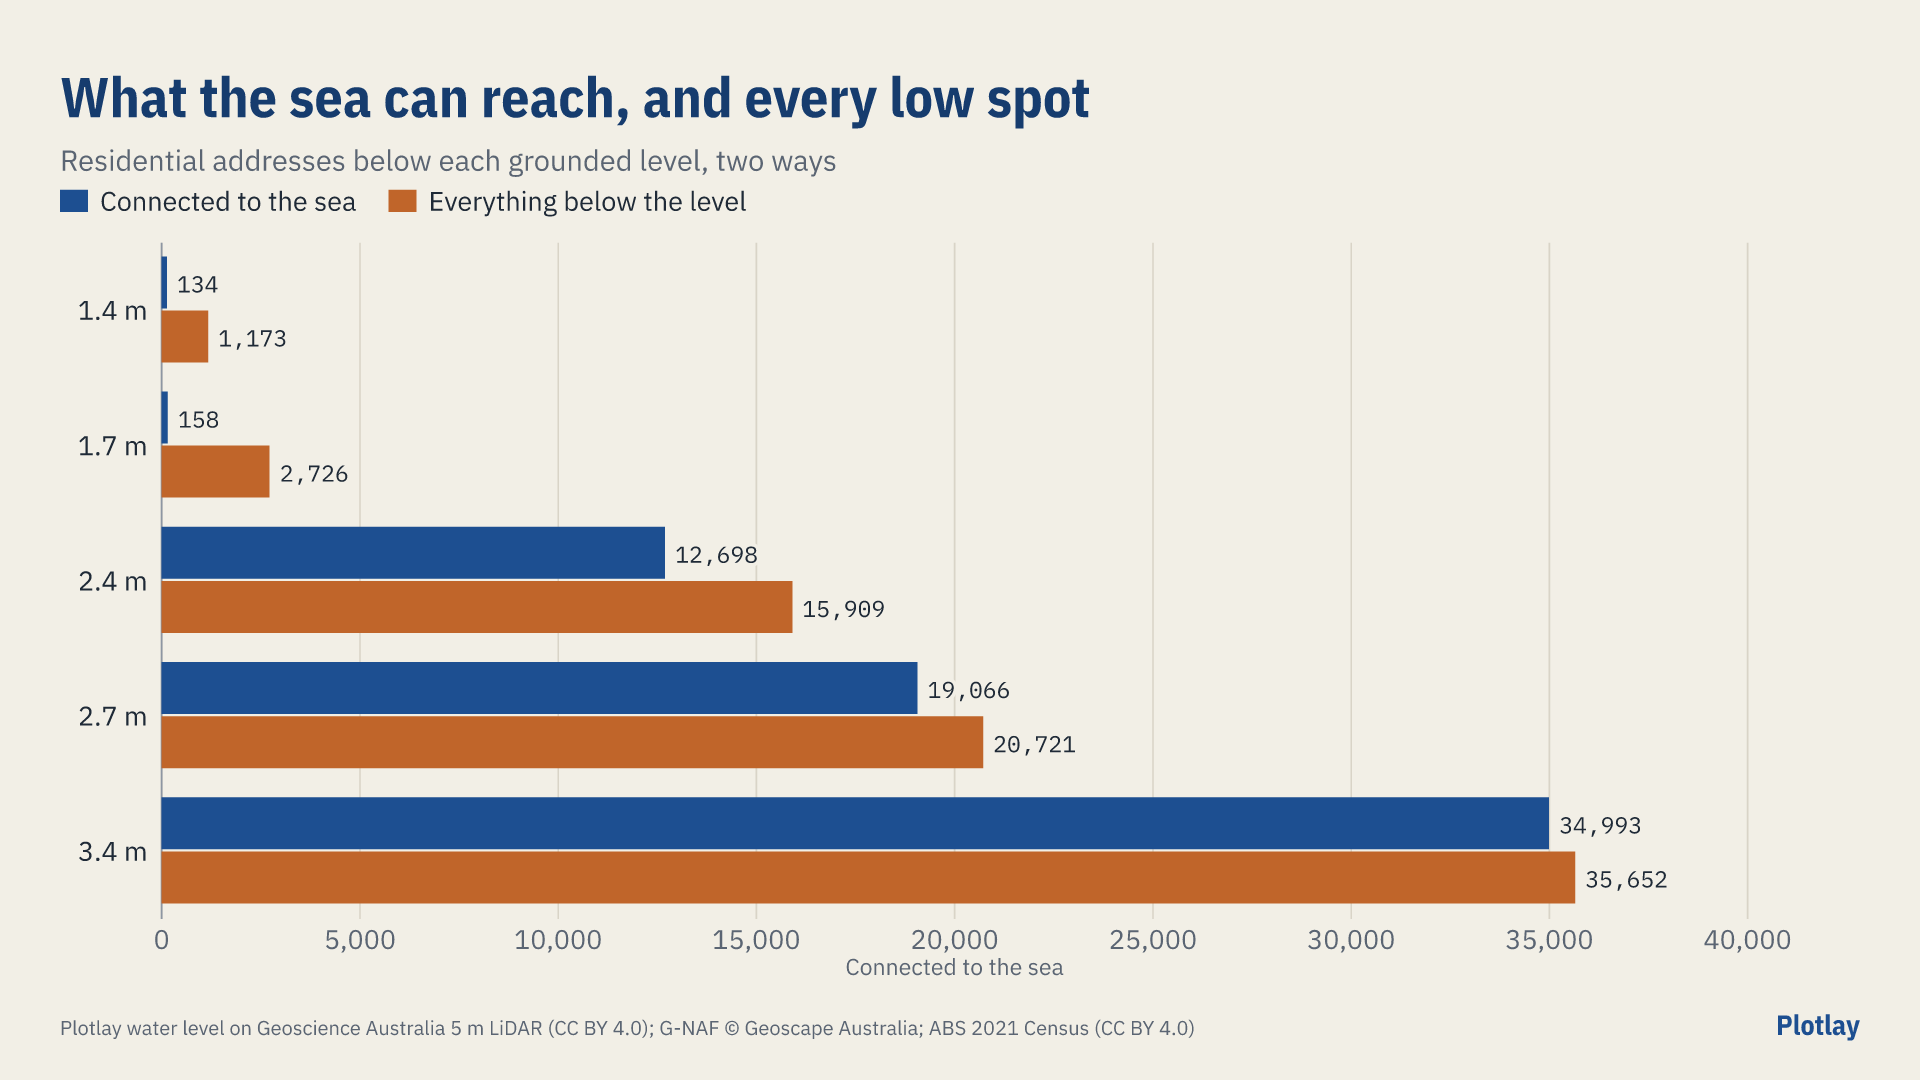 What the sea can reach, and every low spot
Residential addresses below each grounded level, two ways
Connected to the sea Everything below the level
134
1.4 m
1,173
158
1.7 m
2,726
12,698
2.4 m
15,909
19,066
2.7 m
20,721
34,993
3.4 m
35,652
0 5,000 10,000 15,000 20,000 25,000 30,000 35,000 40,000
Connected to the sea
Plotlay water level on Geoscience Australia 5 m LiDAR (CC BY 4.0); G-NAF © Geoscape Australia; ABS 2021 Census (CC BY 4.0)
Plotlay